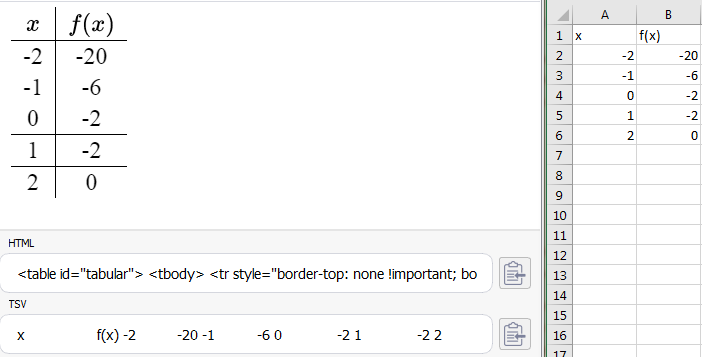 x f(x)
-2 -20
-1 -6
0 -2
1 -2
2 0
HTML
<table id="tabular"> <tbody> <tr style="border-top: none !important; bo
TSV
x f(x) -2 -20 -1 -6 0 -2 1 -2 2
A B
1 x f(x)
2 -2 -20
3 -1 -6
4 0 -2
5 1 -2
6 2 0
7
8
9
10
11
12
13
14
15
16
17